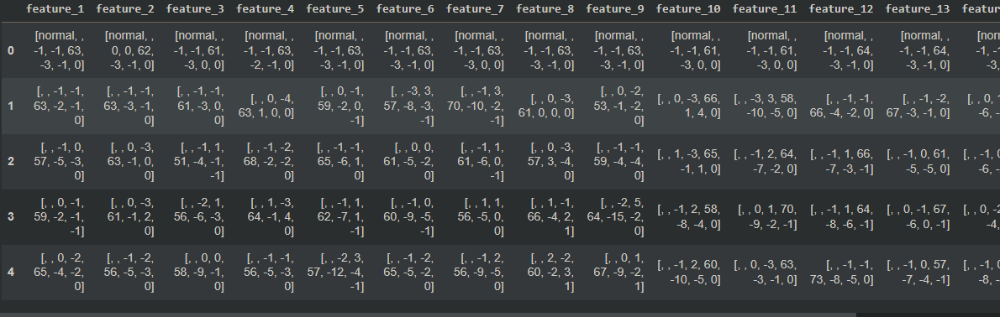 feature_1 feature_2 feature_3 feature_4 feature_5 feature_6 feature_7 feature_8 feature_9 feature_10 feature_11 feature_12 feature_13
0 [normal, , -1, -1, 63, -3, -1, 0] [normal, , 0, 0, 62, -3, -1, 0] [normal, , -1, -1, 61, -3, 0, 0] [normal, , -1, -1, 63, -2, -1, 0] [normal, , -1, -1, 63, -3, -1, 0] [normal, , -1, -1, 63, -3, -1, 0] [normal, , -1, -1, 63, -3, 0, 0] [normal, , -1, -1, 63, -3, -1, 0] [normal, , -1, -1, 63, -3, -1, 0] [normal, , -1, -1, 61, -3, 0, 0] [normal, , -1, -1, 61, -3, 0, 0] [normal, , -1, -1, 64, -3, -1, 0] [normal, , -1, -1, 64, -3, -1, 0]
1 [, , -1, -1, 63, -2, -1, 0] [, , -1, -1, 63, -3, -1, 0] [, , -1, -1, 61, -3, 0, 0] [, , 0, -4, 63, 1, 0, 0] [, , 0, -1, 59, -2, 0, -1] [, , -3, 3, 57, -8, -3, -1] [, , -1, 3, 70, -10, -2, -1] [, , 0, -3, 61, 0, 0, 0] [, , 0, -2, 53, -1, -2, 0] [, , 0, -3, 66, 1, 4, 0] [, , -3, 3, 58, -10, -5, 0] [, , -1, -1, 66, -4, -2, 0] [, , -1, -2, 67, -3, -1, 0]
2 [, , -1, 0, 57, -5, -3, 0] [, , 0, -3, 63, -1, 0, 0] [, , -1, 1, 51, -4, -1, -1] [, , -1, -2, 68, -2, -2, 0] [, , -1, -1, 65, -6, 1, 0] [, , 0, 0, 61, -5, -2, 0] [, , -1, 1, 61, -6, 0, -1] [, , 0, -3, 57, 3, -4, 0] [, , -1, -1, 59, -4, -4, 0] [, , 1, -3, 65, -1, 1, 0] [, , -1, 2, 64, -7, -2, 0] [, , -1, 1, 66, -7, -3, -1] [, , -1, 0, 61, -5, -5, 0]
3 [, , 0, -1, 59, -2, -1, -1] [, , 0, -3, 61, -1, 2, 0] [, , -2, 1, 56, -6, -3, 0] [, , 1, -3, 64, -1, 4, 0] [, , -1, 1, 62, -7, 1, -1] [, , -1, 0, 60, -9, -5, -1] [, , 1, 1, 56, -5, 0, 0] [, , 1, -1, 66, -4, 2, 1] [, , -2, 5, 64, -15, -2, 0] [, , -1, 2, 58, -8, -4, 0] [, , 0, 1, 70, -9, -2, -1] [, , -1, 1, 64, -8, -6, -1] [, , 0, -1, 67, -6, 0, -1]
4 [, , 0, -2, 65, -4, -2, 0] [, , -1, -2, 56, -5, -3, 0] [, , 0, 0, 58, -9, -1, 0] [, , -1, -1, 56, -5, -3, 0] [, , -2, 3, 57, -12, -4, -1] [, , -1, -2, 65, -5, -2, 0] [, , -1, 2, 56, -9, -5, 0] [, , 2, -2, 60, -2, 3, 1] [, , 0, 1, 67, -9, -2, 1] [, , -1, 2, 60, -10, -5, 0] [, , 0, -3, 63, -3, -1, 0] [, , -1, -1, 73, -8, -5, 0] [, , -1, 0, 57, -7, -4, -1]